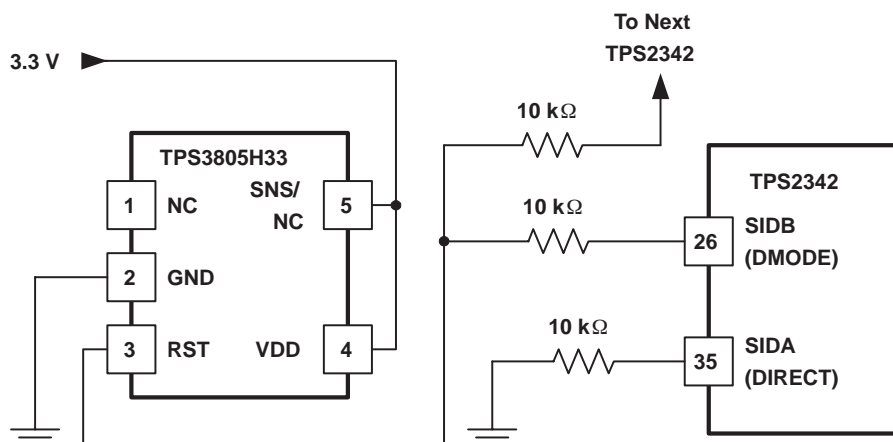 To Next
TPS2342
3.3 V
10 kΩ
TPS3805H33
TPS2342
1 NC
SNS/
NC
5
10 kΩ
26
SIDB
(DMODE)
2 GND
3 RST
VDD 4
10 kΩ
35
SIDA
(DIRECT)